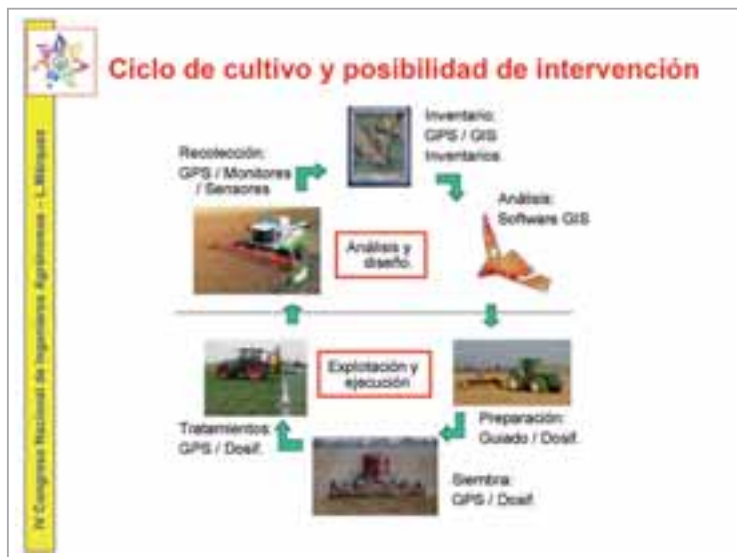 Ciclo de cultivo y posibilidad de intervención
Inventario:
GPS / GIS
Inventarios
Recolección:
GPS / Monitores
/ Sensores
Análisis:
Software GIS
Análisis y
diseño.
Explotación y
ejecución
Tratamientos:
GPS / Dosif.
Preparación:
Guiado / Dosif.
Siembra:
GPS / Dosif.
IV Congreso Nacional de Ingenieros Agrónomos - L.Márquez